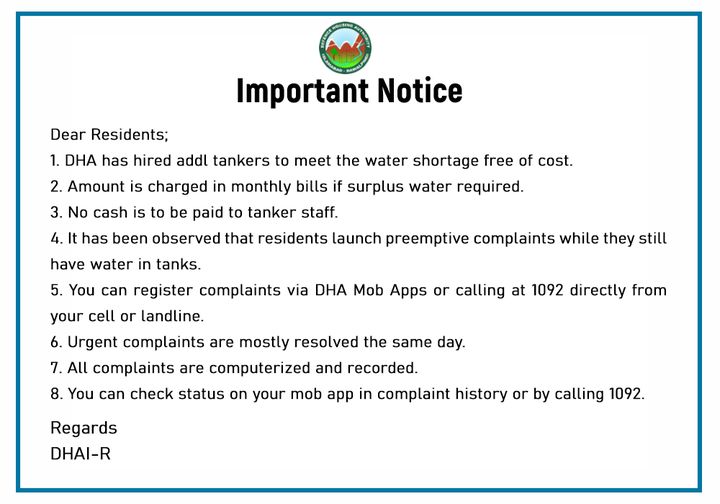 Important Notice
Dear Residents;
1. DHA has hired addl tankers to meet the water shortage free of cost.
2. Amount is charged in monthly bills if surplus water required.
3. No cash is to be paid to tanker staff.
4. It has been observed that residents launch preemptive complaints while they still
have water in tanks.
5. You can register complaints via DHA Mob Apps or calling at 1092 directly from
your cell or landline.
6. Urgent complaints are mostly resolved the same day.
7. All complaints are computerized and recorded.
8. You can check status on your mob app in complaint history or by calling 1092.
Regards
DHAI-R